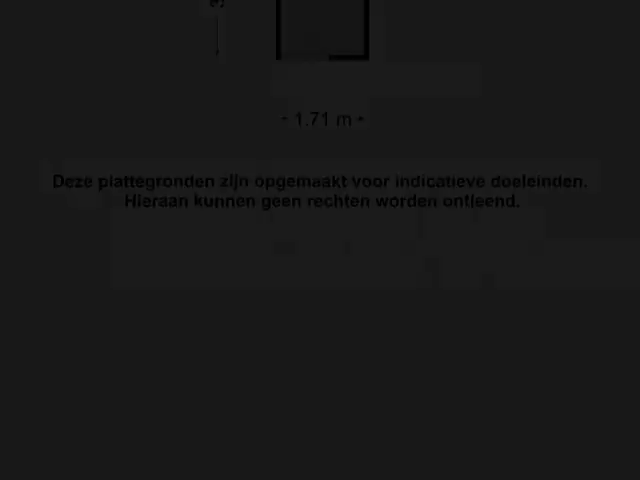 - 1.71 m -
Deze plattegronden zijn opgemaakt voor indicatieve doeleinden.
Hieraan kunnen geen rechten worden ontleend.